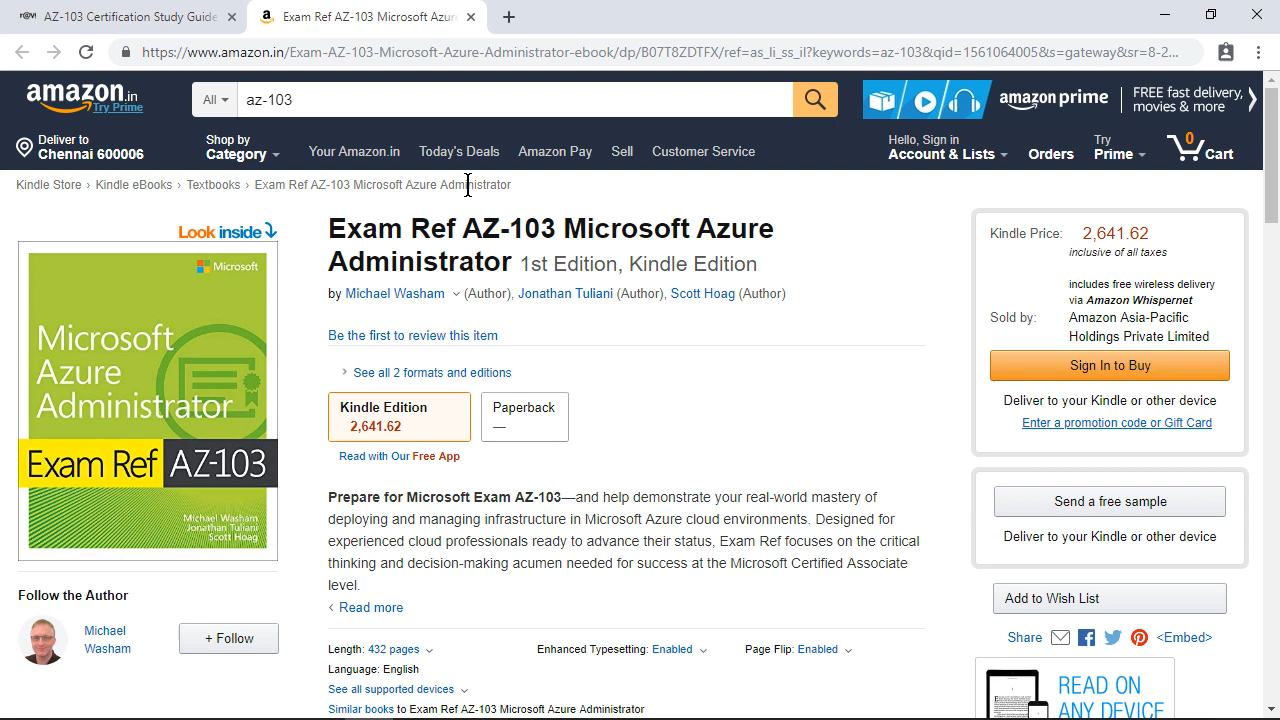 r@vi AZ-103 Certification Study Guide
a Exam Ref AZ-103 Microsoft Azur
https://www.amazon.in/Exam-AZ-103-Microsoft-Azure-Administrator-ebook/dp/B07T8ZDTFX/ref=as_li_ss_il?keywords=az-103&qid=1561064005&s=gateway&sr=8-2...
amazon.in
Try Prime
All
az-103
amazon prime
FREE fast delivery,
movies & more
Deliver to
Chennai 600006
Shop by
Category
Your Amazon.in
Today's Deals
Amazon Pay
Sell
Customer Service
Hello, Sign in
Account & Lists
Orders
Try
Prime
0
Cart
Kindle Store › Kindle eBooks › Textbooks › Exam Ref AZ-103 Microsoft Azure Administrator
Look inside
Microsoft
Microsoft
Azure
Administrator
Exam Ref AZ-103
Michael Washam
Jonathan Tuliani
Scott Hoag
Follow the Author
Michael
Washam
+ Follow
Exam Ref AZ-103 Microsoft Azure
Administrator 1st Edition, Kindle Edition
by Michael Washam (Author), Jonathan Tuliani (Author), Scott Hoag (Author)
Be the first to review this item
› See all 2 formats and editions
Kindle Edition
2,641.62
Paperback
—
Read with Our Free App
Prepare for Microsoft Exam AZ-103—and help demonstrate your real-world mastery of
deploying and managing infrastructure in Microsoft Azure cloud environments. Designed for
experienced cloud professionals ready to advance their status, Exam Ref focuses on the critical
thinking and decision-making acumen needed for success at the Microsoft Certified Associate
level.
‹ Read more
Length: 432 pages
Enhanced Typesetting: Enabled
Page Flip: Enabled
Language: English
See all supported devices
Similar books to Exam Ref AZ-103 Microsoft Azure Administrator
Kindle Price: 2,641.62
inclusive of all taxes
includes free wireless delivery
via Amazon Whispernet
Sold by: Amazon Asia-Pacific
Holdings Private Limited
Sign In to Buy
Deliver to your Kindle or other device
Enter a promotion code or Gift Card
Send a free sample
Deliver to your Kindle or other device
Add to Wish List
Share <Embed>
READ ON
ANY DEVICE